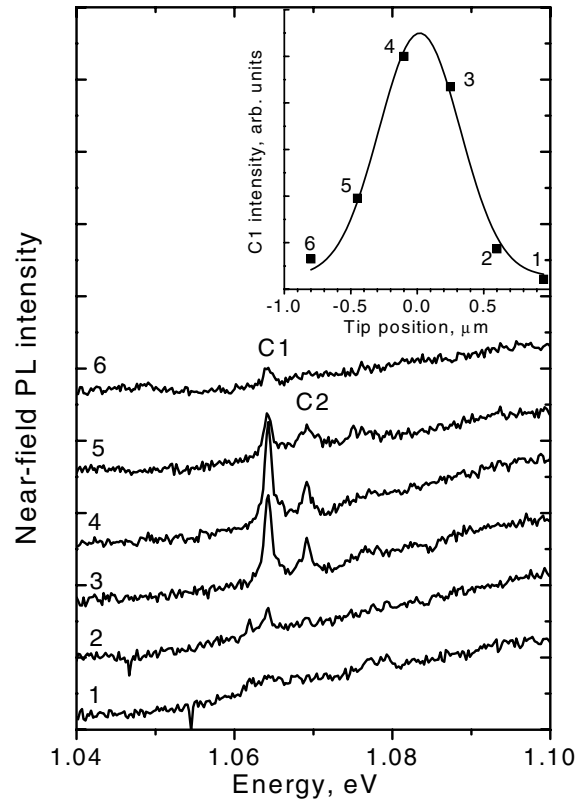 4
3
5
6
2
1
C1 intensity, arb. units
-1.0 -0.5 0.0 0.5
Tip position, μm
Near-field PL intensity
6
C1
C2
5
4
3
2
1
1.04 1.06 1.08 1.10
Energy, eV